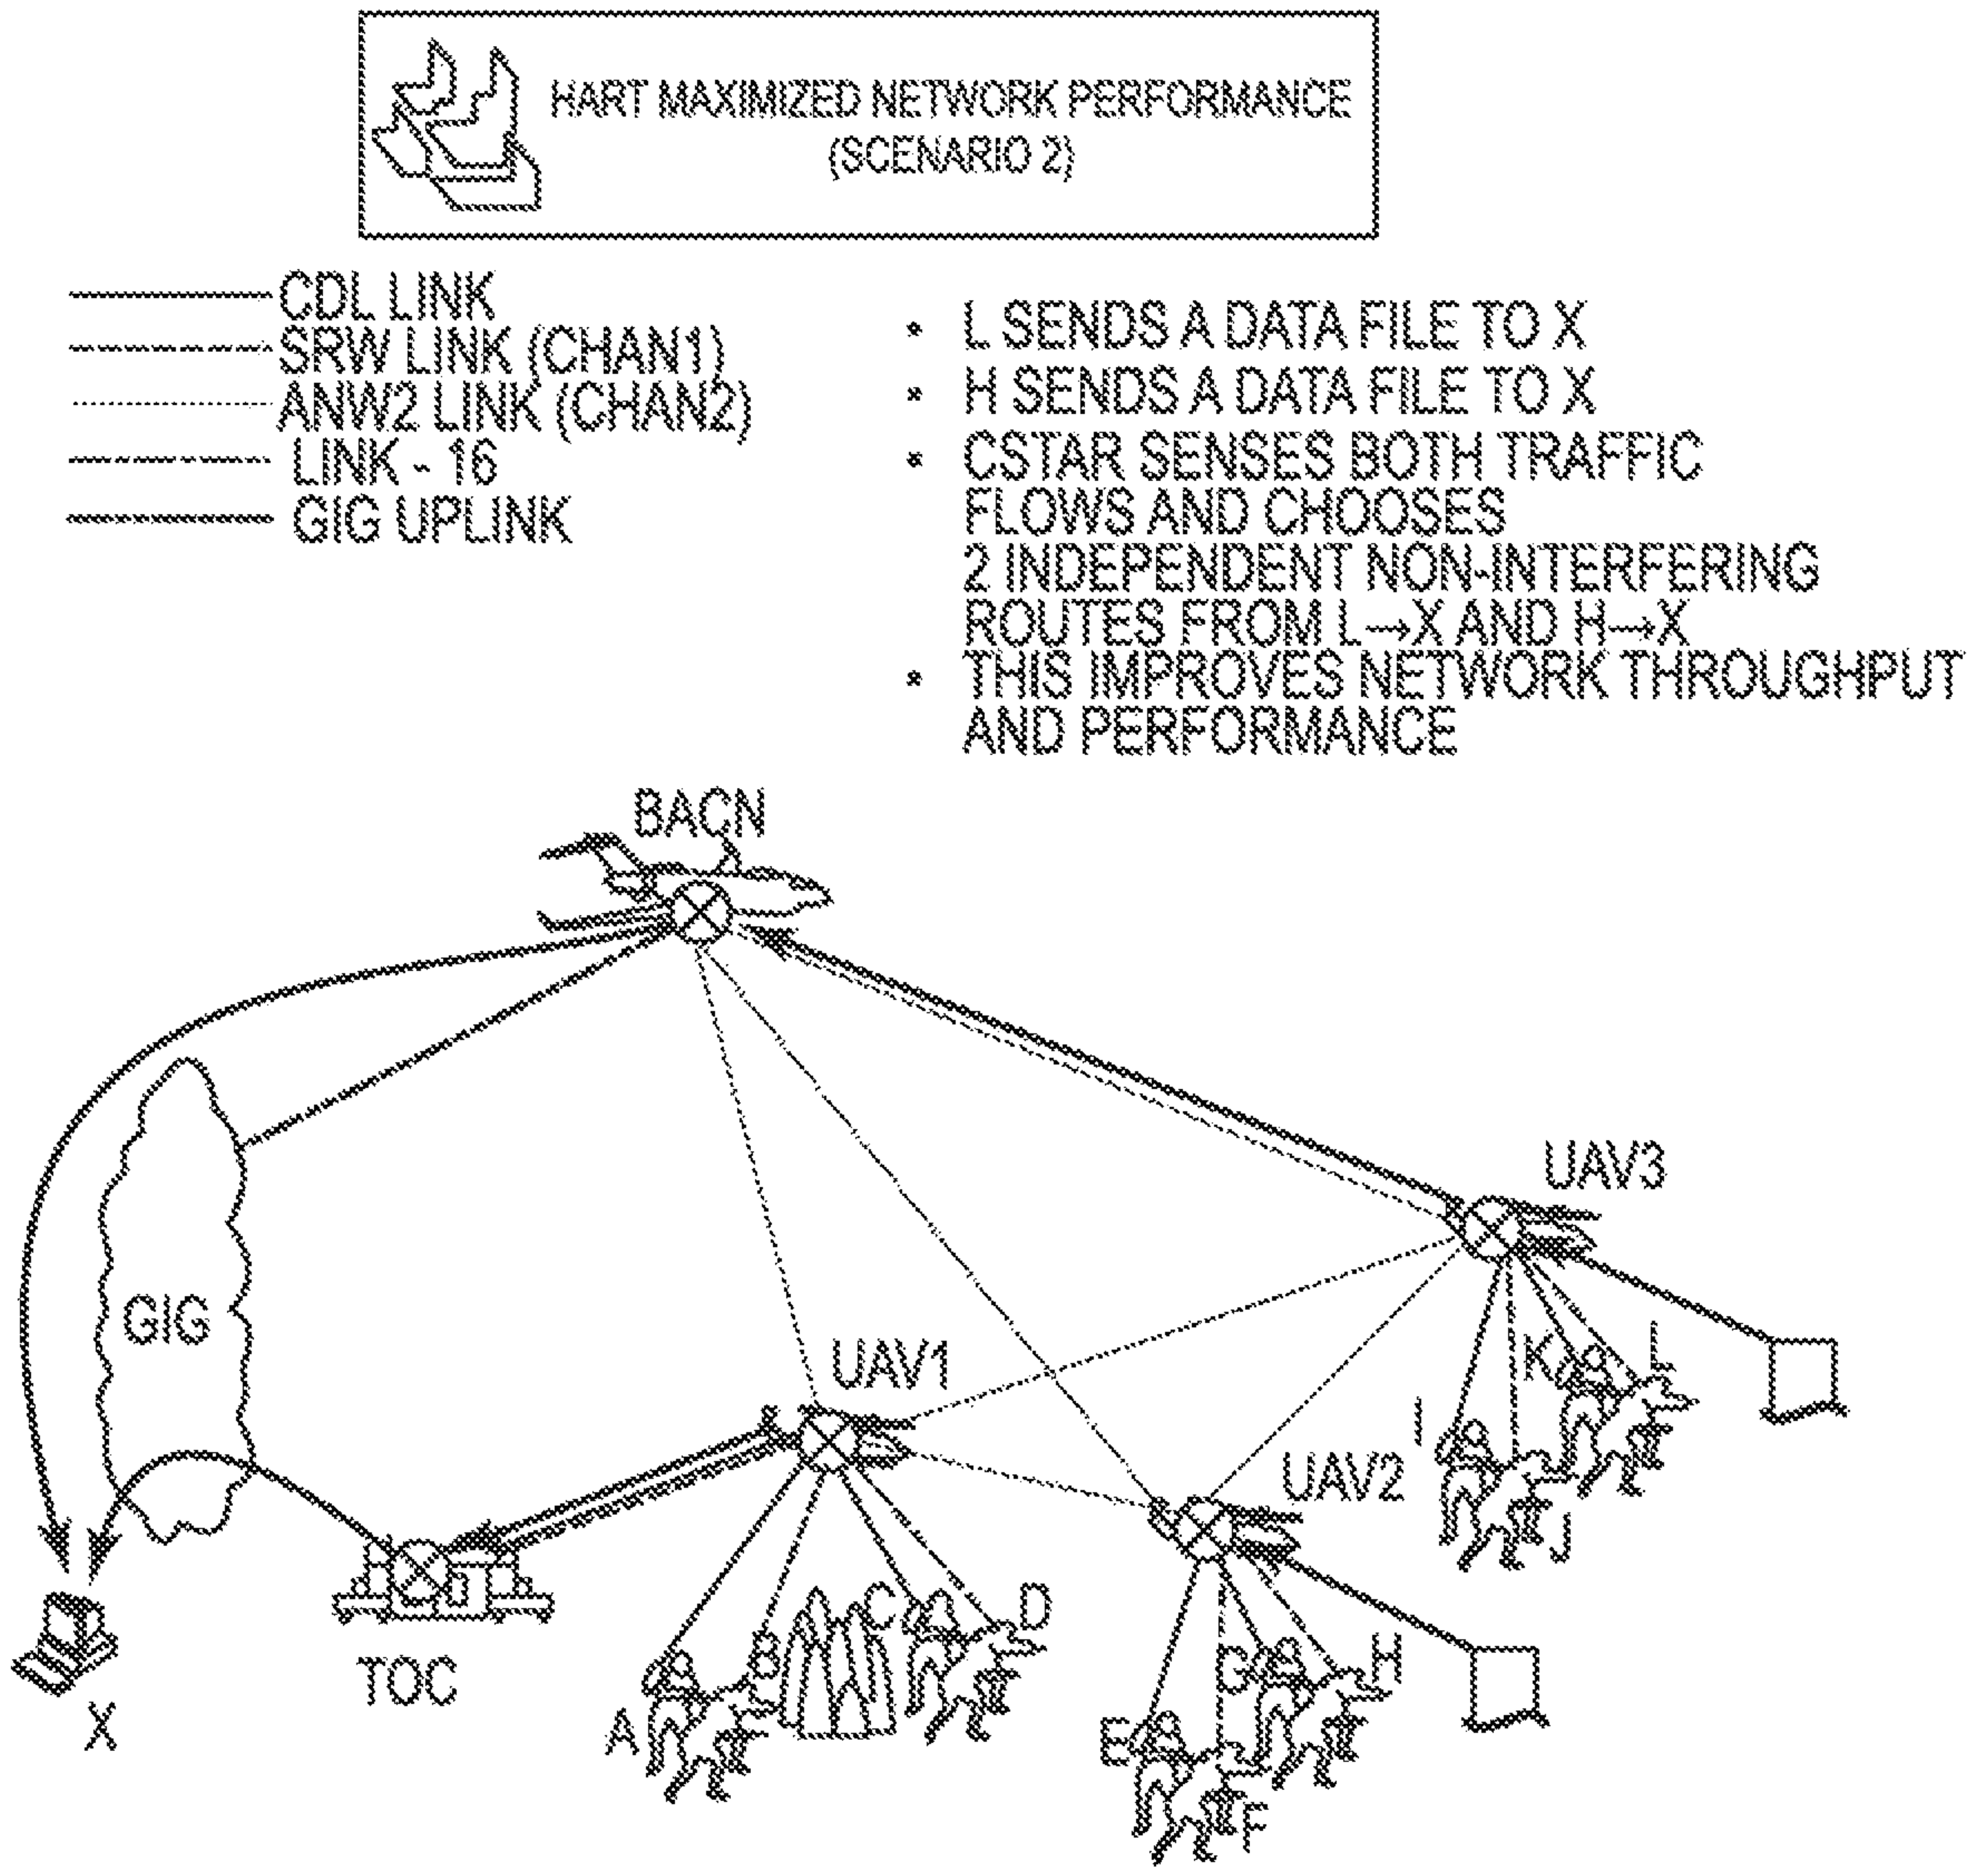 HART MAXIMIZED NETWORK PERFORMANCE
(SCENARIO 2)
CDL LINK
SRW LINK (CHAN1)
ANW2 LINK (CHAN2)
LINK - 16
GIG UPLINK
• L SENDS A DATA FILE TO X
• H SENDS A DATA FILE TO X
• CSTAR SENSES BOTH TRAFFIC
FLOWS AND CHOOSES
2 INDEPENDENT NON-INTERFERING
ROUTES FROM L→X AND H→X
• THIS IMPROVES NETWORK THROUGHPUT
AND PERFORMANCE
BACN
UAV3
GIG
UAV1
K
L
I
UAV2
J
TOC
X
A
B
C
D
E
G
H
F